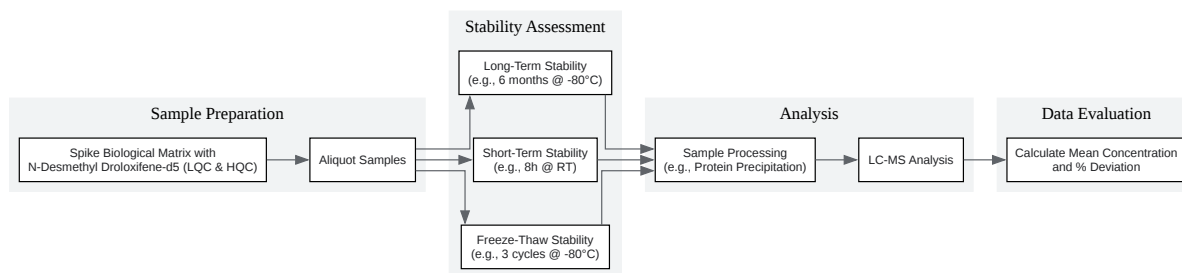 Stability Assessment
Long-Term Stability
(e.g., 6 months @ -80°C)
Sample Preparation
Analysis
Data Evaluation
Spike Biological Matrix with
N-Desmethyl Droloxifene-d5 (LQC & HQC)
Aliquot Samples
Short-Term Stability
(e.g., 8h @ RT)
Sample Processing
(e.g., Protein Precipitation)
LC-MS Analysis
Calculate Mean Concentration
and % Deviation
Freeze-Thaw Stability
(e.g., 3 cycles @ -80°C)